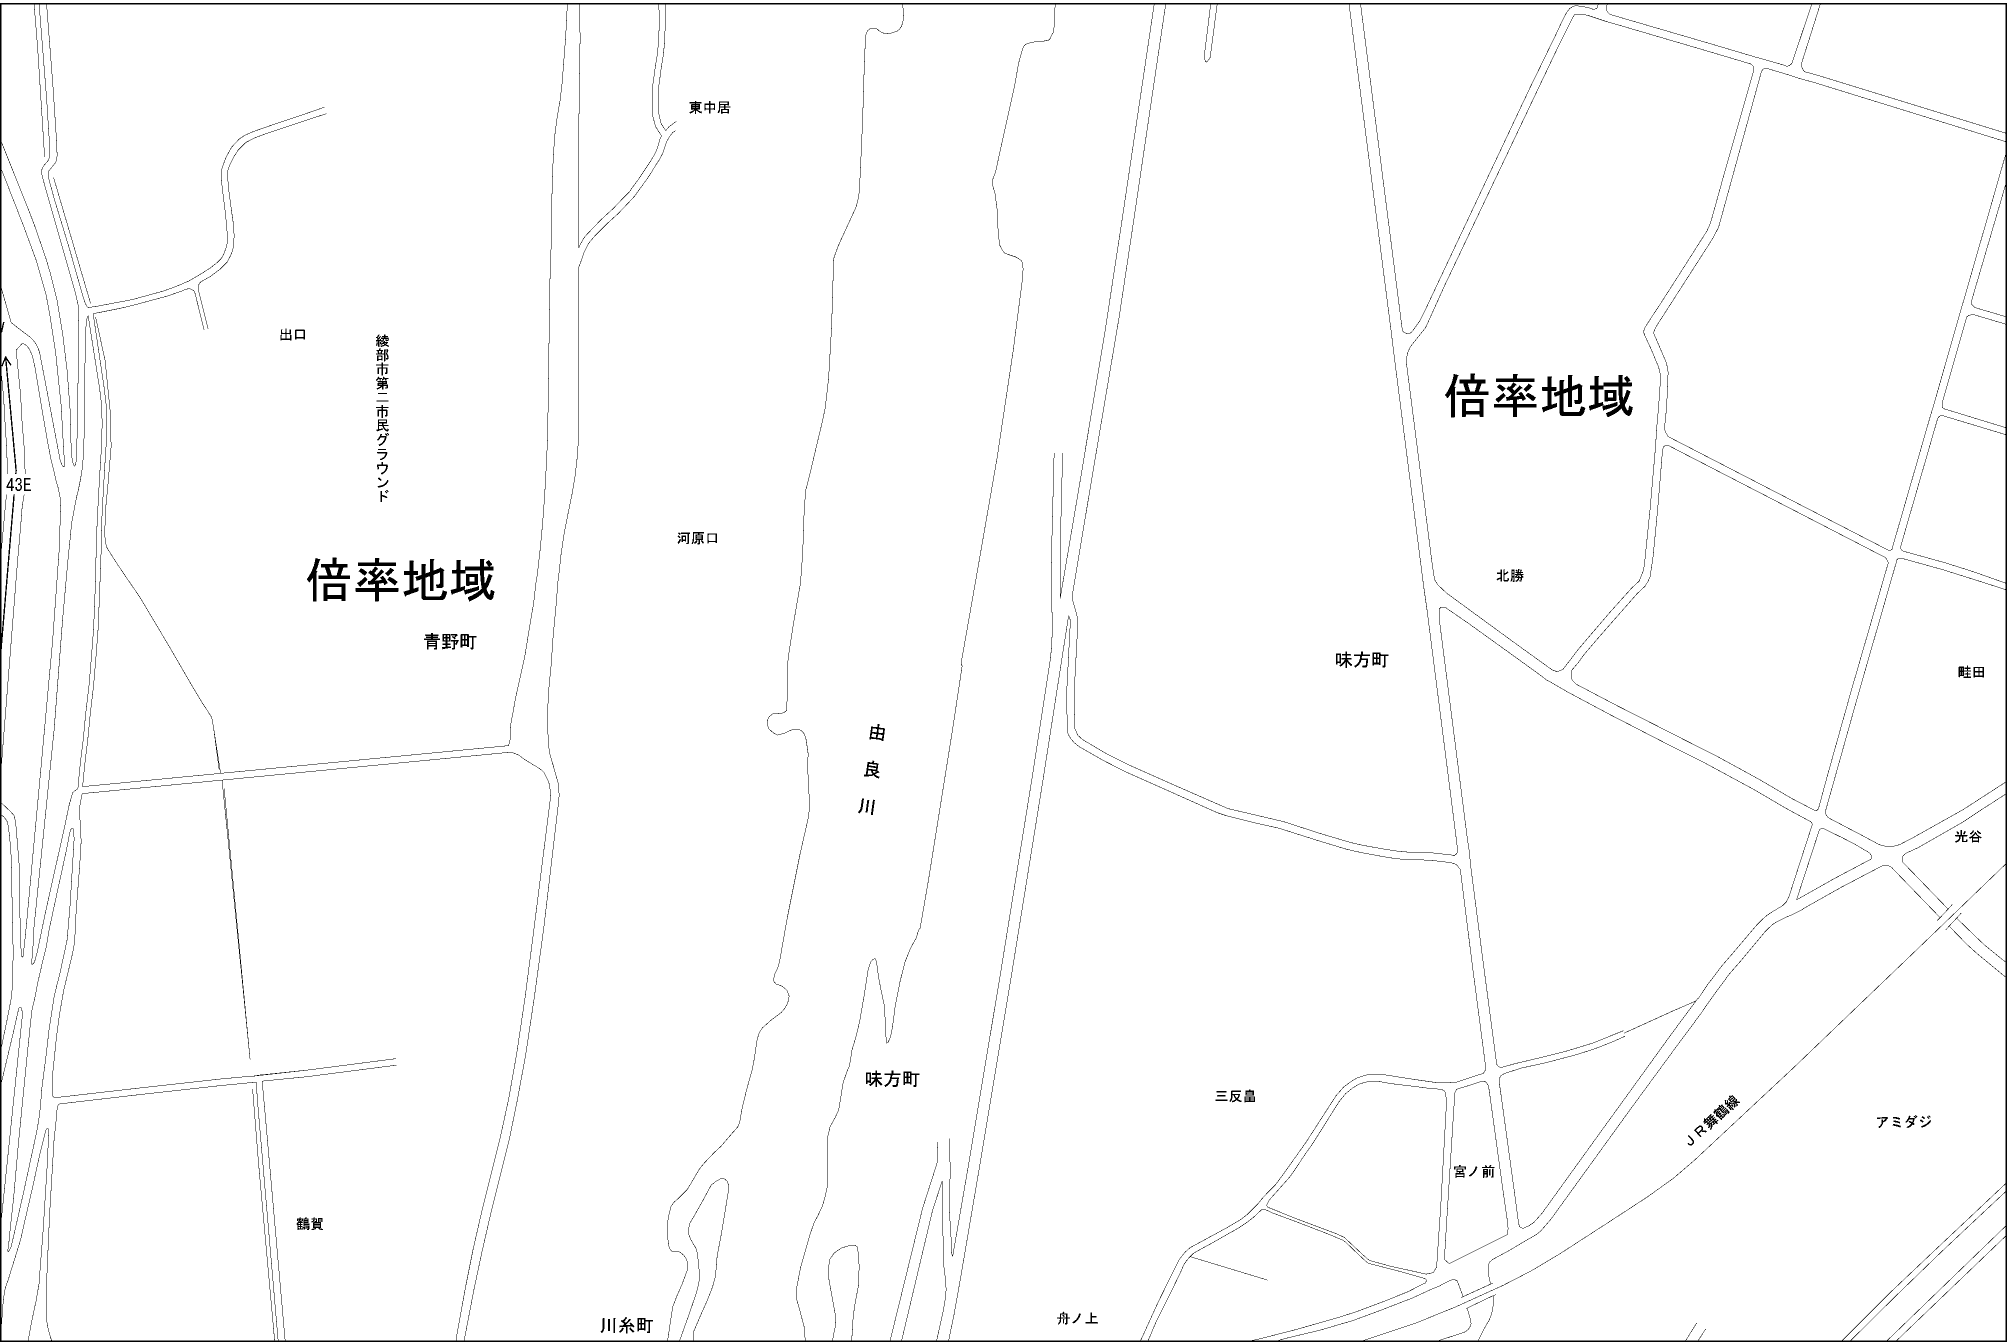 東中居
出口
綾部市第二市民グラウンド
倍率地域
43E
河原口
倍率地域
北勝
青野町
味方町
畦田
由良川
光谷
味方町
三反畠
JR舞鶴線
アミダジ
宮ノ前
鶴賀
舟ノ上
川糸町